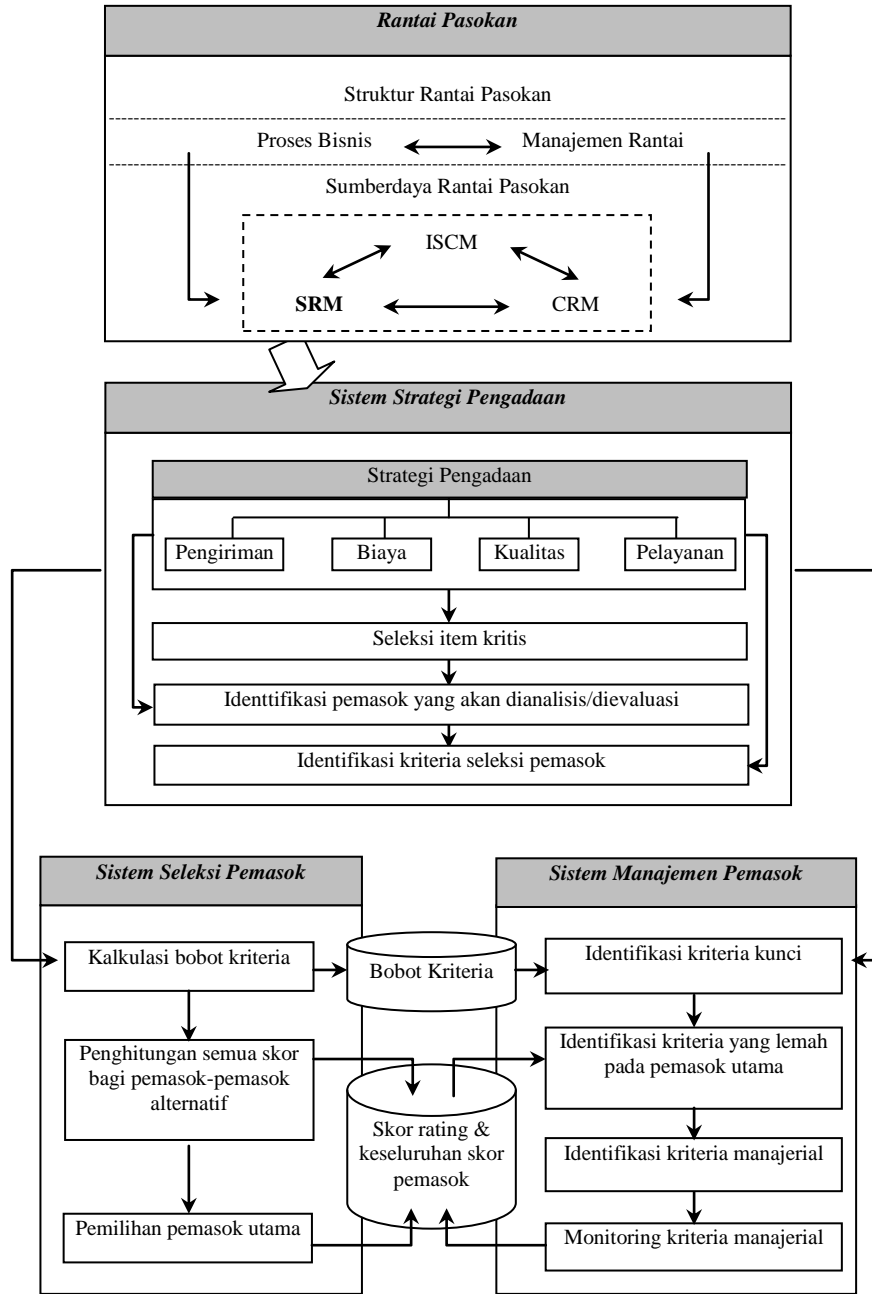 Rantai Pasokan
Struktur Rantai Pasokan
Proses Bisnis
Manajemen Rantai
Sumberdaya Rantai Pasokan
ISCM
SRM
CRM
Sistem Strategi Pengadaan
Strategi Pengadaan
Pengiriman
Biaya
Kualitas
Pelayanan
Seleksi item kritis
Identtifikasi pemasok yang akan dianalisis/dievaluasi
Identifikasi kriteria seleksi pemasok
Sistem Seleksi Pemasok
Kalkulasi bobot kriteria
Penghitungan semua skor
bagi pemasok-pemasok
alternatif
Pemilihan pemasok utama
Bobot Kriteria
Skor rating &
keseluruhan skor
pemasok
Sistem Manajemen Pemasok
Identifikasi kriteria kunci
Identifikasi kriteria yang lemah
pada pemasok utama
Identifikasi kriteria manajerial
Monitoring kriteria manajerial